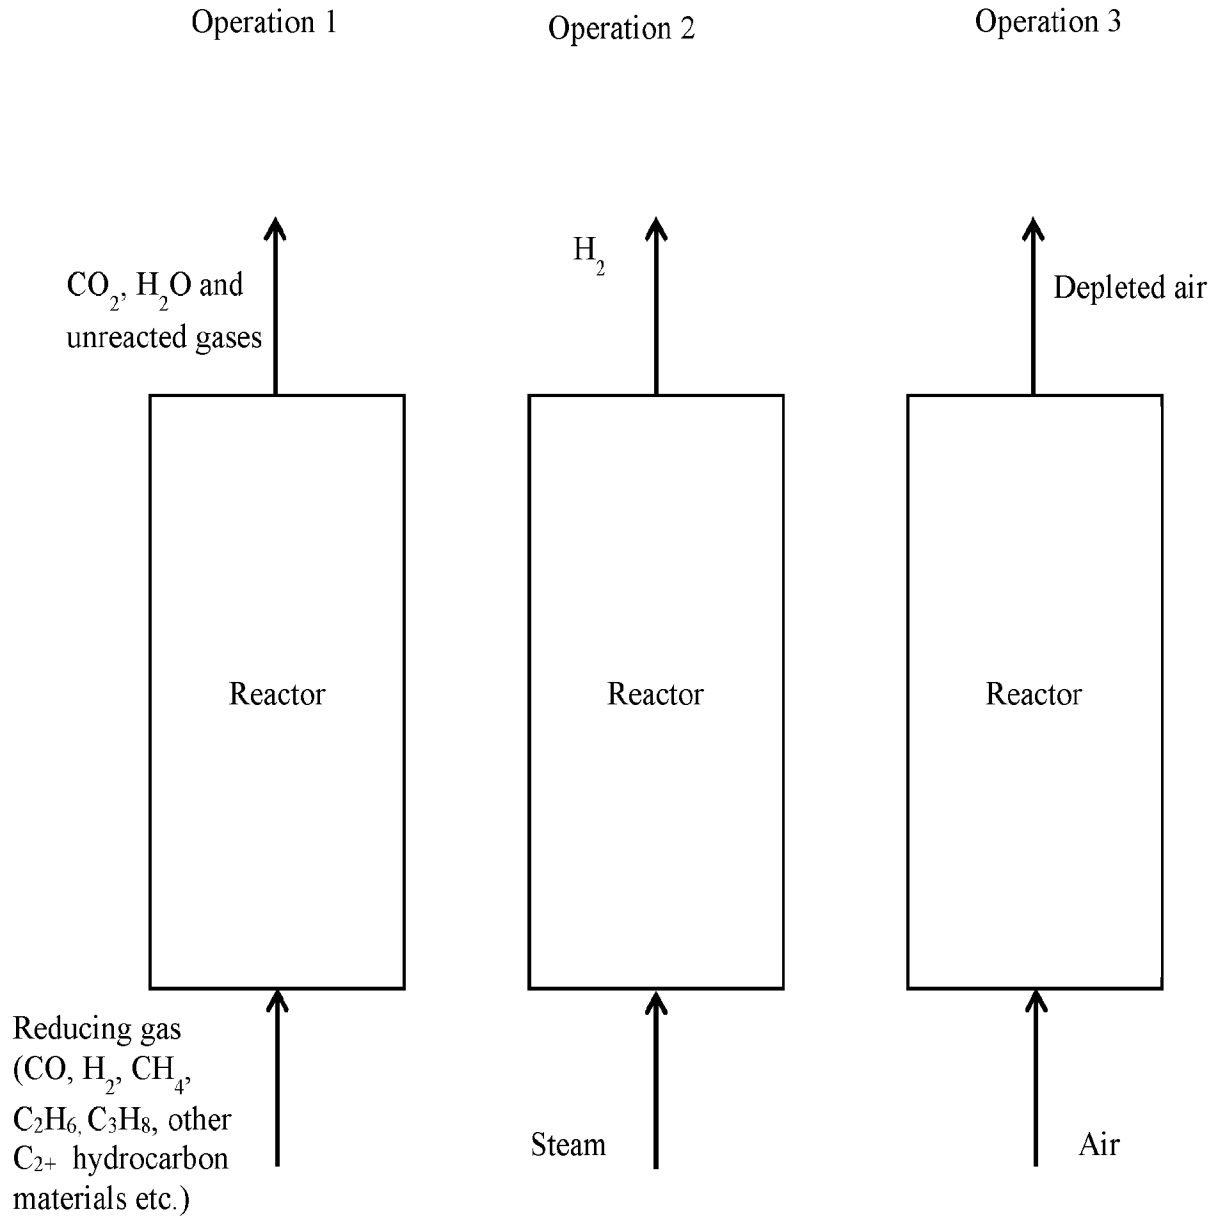 Operation 1
Operation 2
Operation 3
CO₂, H₂O and
unreacted gases
H₂
Depleted air
Reactor
Reactor
Reactor
Reducing gas
(CO, H₂, CH₄,
C₂H₆, C₃H₈, other
C₂₊ hydrocarbon
materials etc.)
Steam
Air